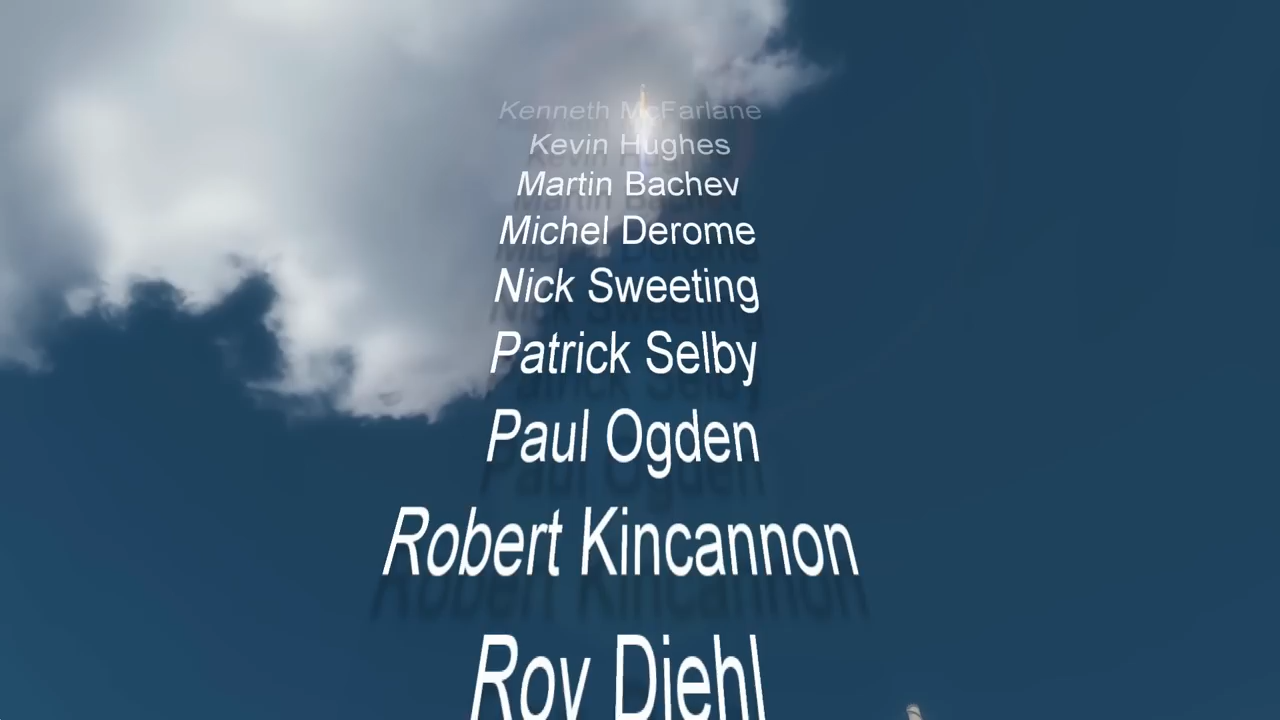 Kenneth McFarlane
Kevin Hughes
Martin Bachev
Michel Derome
Nick Sweeting
Patrick Selby
Paul Ogden
Robert Kincannon
Roy Diehl